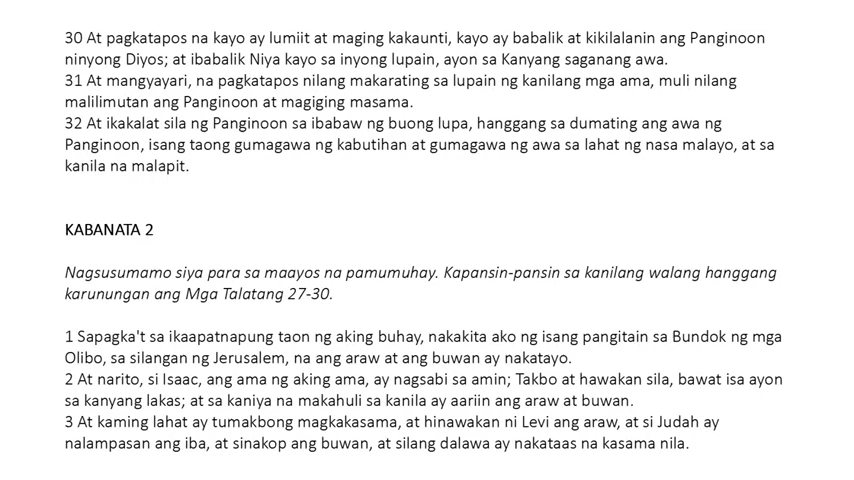 30 At pagkatapos na kayo ay lumiit at maging kakaunti, kayo ay babalik at kikilalanin ang Panginoon
ninyong Diyos; at ibabalik Niya kayo sa inyong lupain, ayon sa Kanyang saganang awa.
31 At mangyayari, na pagkatapos nilang makarating sa lupain ng kanilang mga ama, muli nilang
malilimutan ang Panginoon at magiging masama.
32 At ikakalat sila ng Panginoon sa ibabaw ng buong lupa, hanggang sa dumating ang awa ng
Panginoon, isang taong gumagawa ng kabutihan at gumagawa ng awa sa lahat ng nasa malayo, at sa
kanila na malapit.
KABANATA 2
Nagsusumamo siya para sa maayos na pamumuhay. Kapansin-pansin sa kanilang walang hanggang
karunungan ang Mga Talatang 27-30.
1 Sapagka't sa ikaapatnapung taon ng aking buhay, nakakita ako ng isang pangitain sa Bundok ng mga
Olibo, sa silangan ng Jerusalem, na ang araw at ang buwan ay nakatayo.
2 At narito, si Isaac, ang ama ng aking ama, ay nagsabi sa amin; Takbo at hawakan sila, bawat isa ayon
sa kanyang lakas; at sa kaniya na makahuli sa kanila ay aariin ang araw at buwan.
3 At kaming lahat ay tumakbong magkakasama, at hinawakan ni Levi ang araw, at si Judah ay
nalampasan ang iba, at sinakop ang buwan, at silang dalawa ay nakataas na kasama nila.